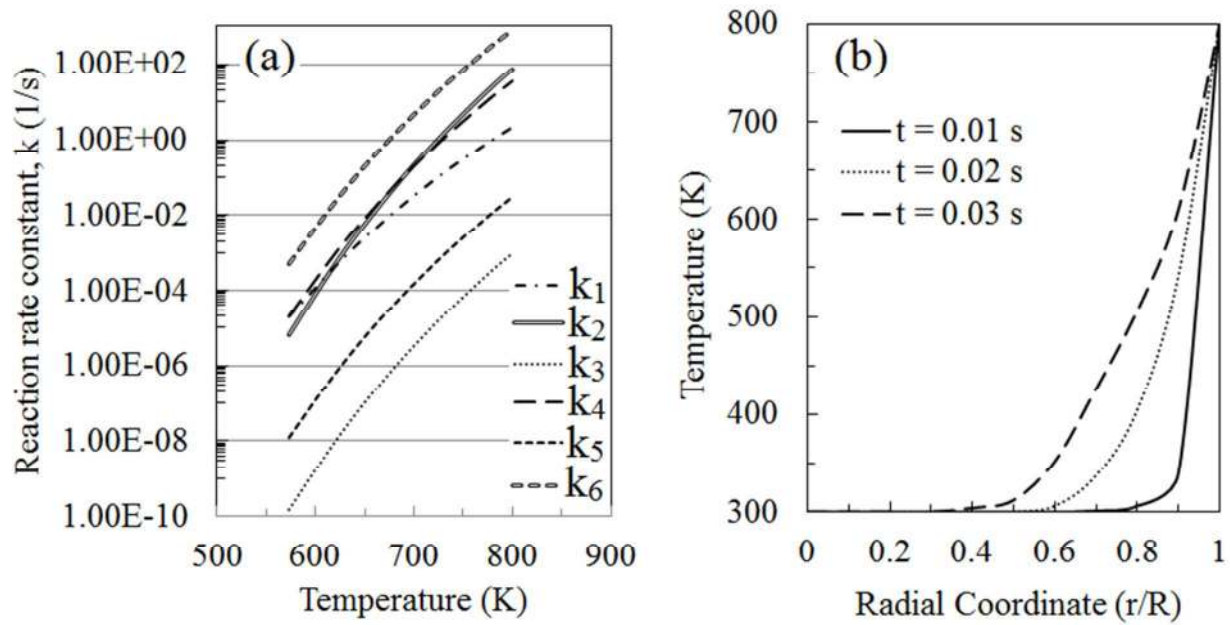 (a)
Reaction rate constant, k (1/s)
1.00E+02
1.00E+00
1.00E-02
1.00E-04
1.00E-06
1.00E-08
1.00E-10
500 600 700 800 900
Temperature (K)
k1
k2
k3
k4
k5
k6
(b)
Temperature (K)
800
700
600
500
400
300
0 0.2 0.4 0.6 0.8 1
Radial Coordinate (r/R)
t = 0.01 s
t = 0.02 s
t = 0.03 s